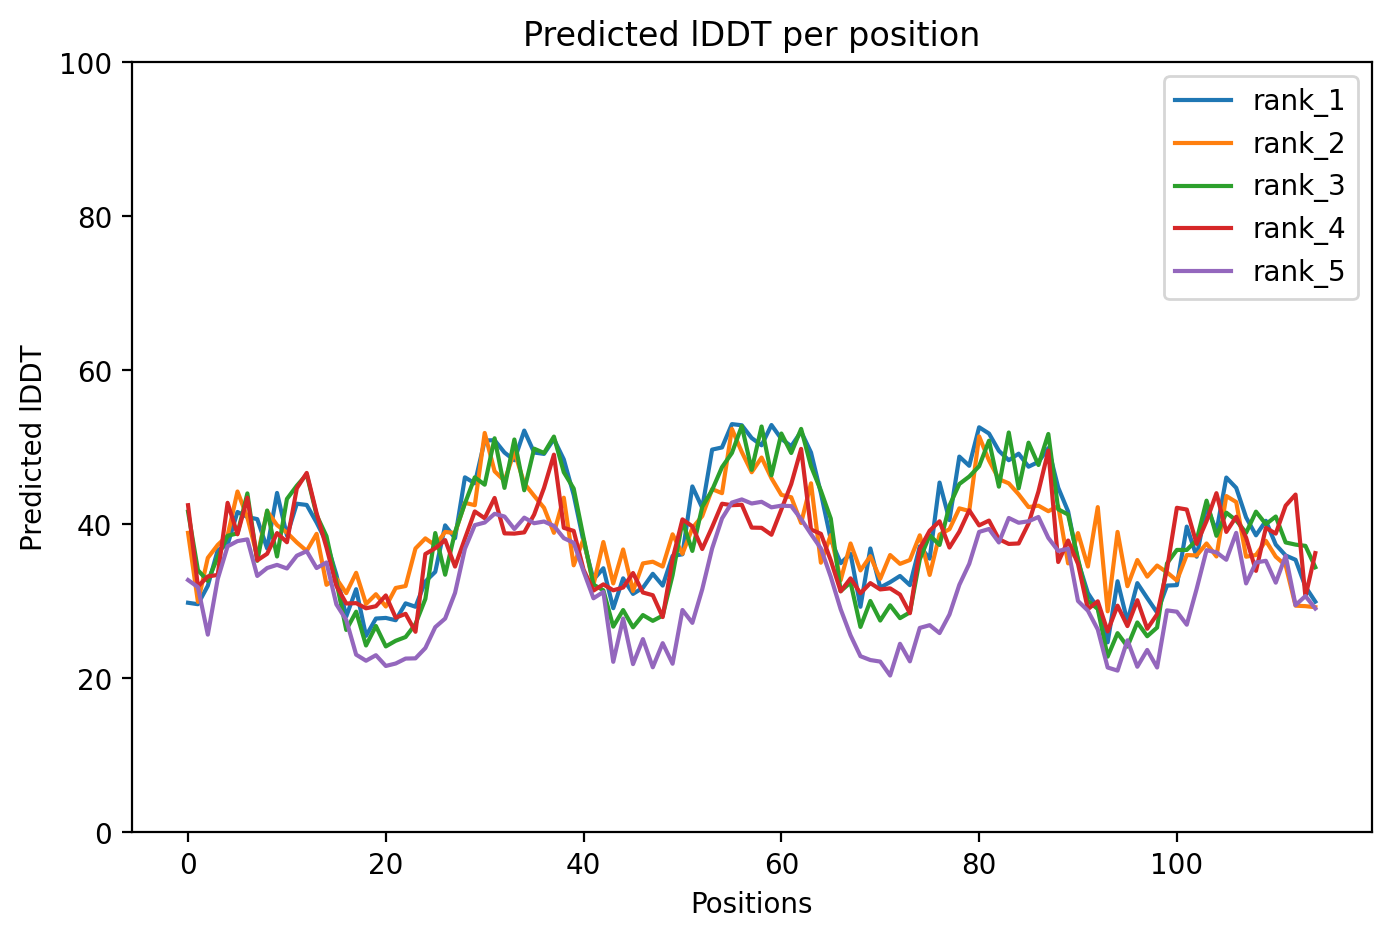 Predicted lDDT per position
100
80
60
40
20
0
Predicted lDDT
0 20 40 60 80 100
Positions
rank_1
rank_2
rank_3
rank_4
rank_5